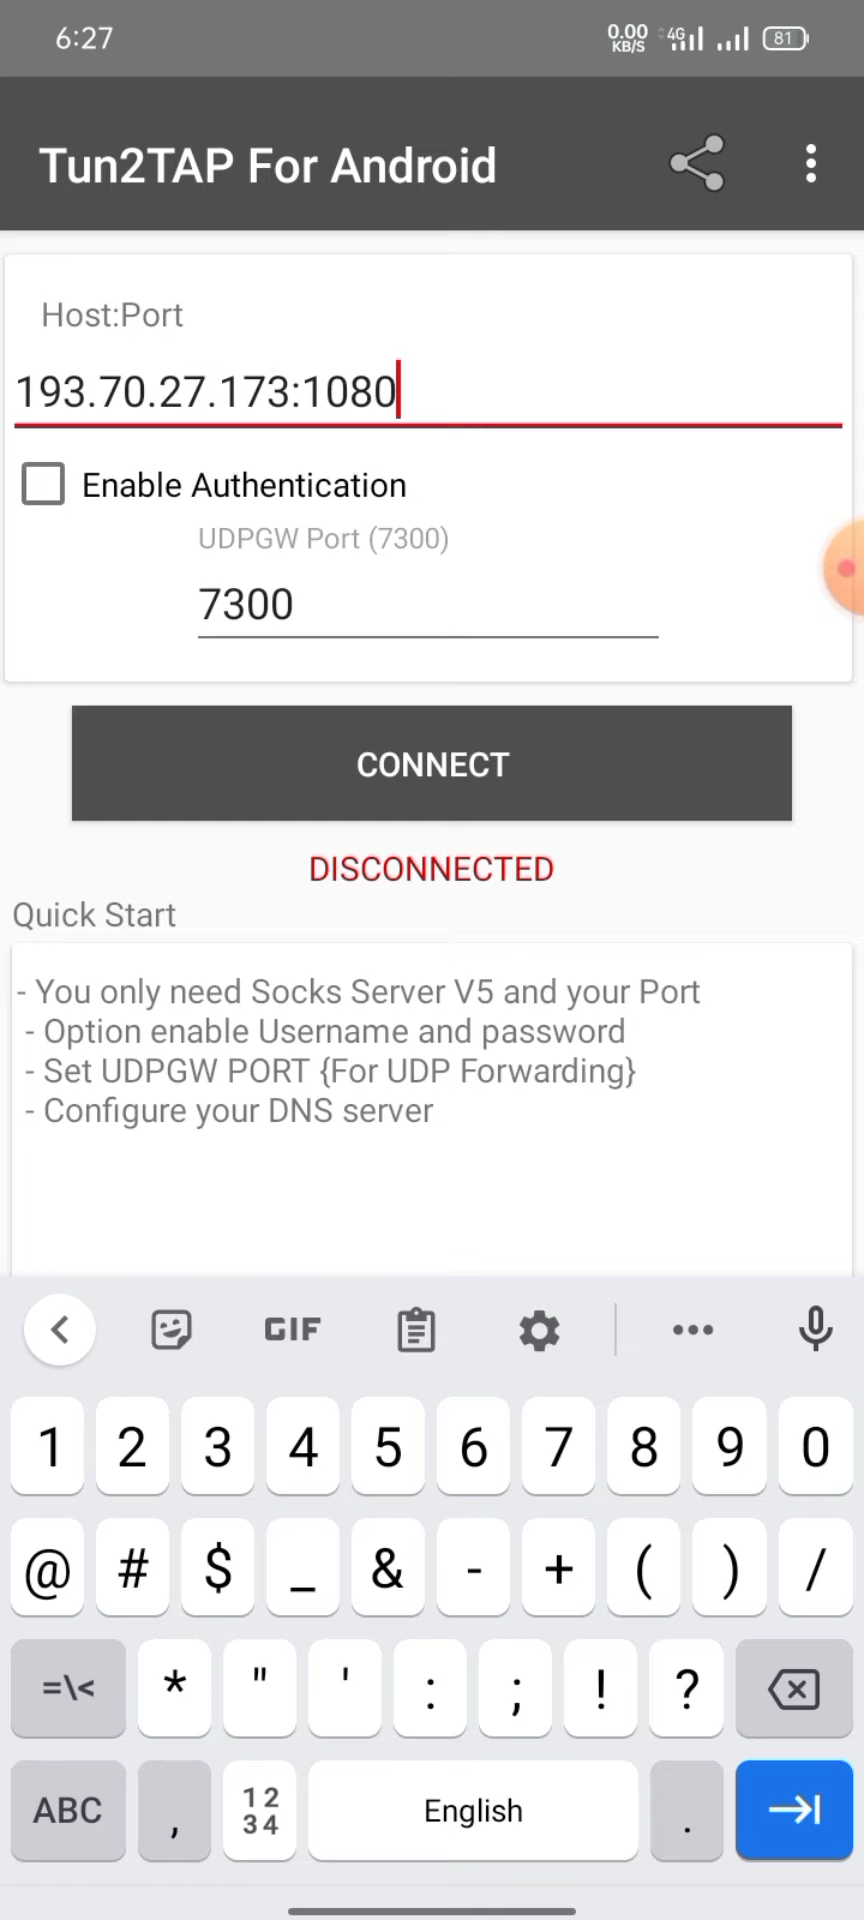 6:27
0.00 KB/S 4G 81
Tun2TAP For Android
Host:Port
193.70.27.173:1080
Enable Authentication
UDPGW Port (7300)
7300
CONNECT
DISCONNECTED
Quick Start
- You only need Socks Server V5 and your Port
- Option enable Username and password
- Set UDPGW PORT {For UDP Forwarding}
- Configure your DNS server
GIF
1 2 3 4 5 6 7 8 9 0
@ # $ _ & - + ( ) /
=\< * " ' : ; ! ?
ABC , 12 34 English .